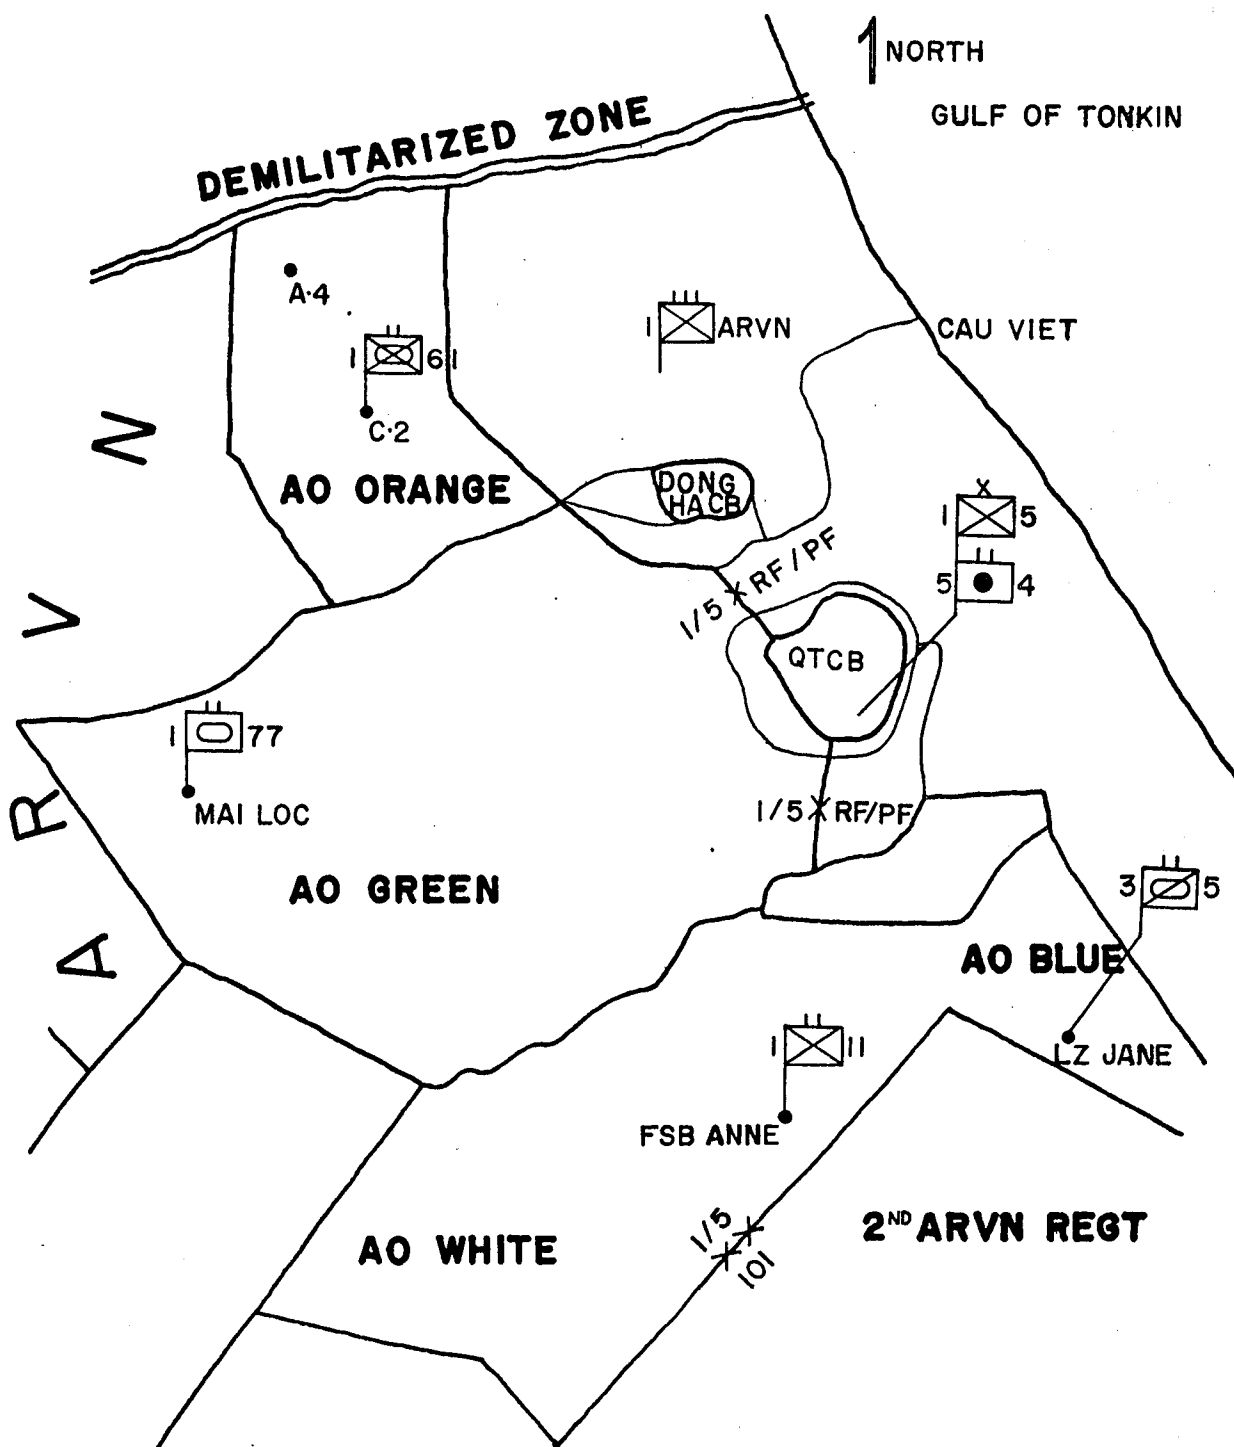 NORTH
GULF OF TONKIN
DEMILITARIZED ZONE
A·4
1 ARVN
CAU VIET
1 61
C·2
AO ORANGE
DONG
HA CB
1 5
5 4
1/5 X RF/PF
QTCB
1 77
MAI LOC
1/5 X RF/PF
AO GREEN
3 5
AO BLUE
LZ JANE
1 11
FSB ANNE
1/5
101
2ND ARVN REGT
AO WHITE
ARVN